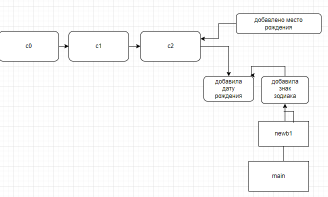 добавлено место
рождения
c0
c1
c2
добавила
дату
рождения
добавила
знак
зодиака
newb1
main